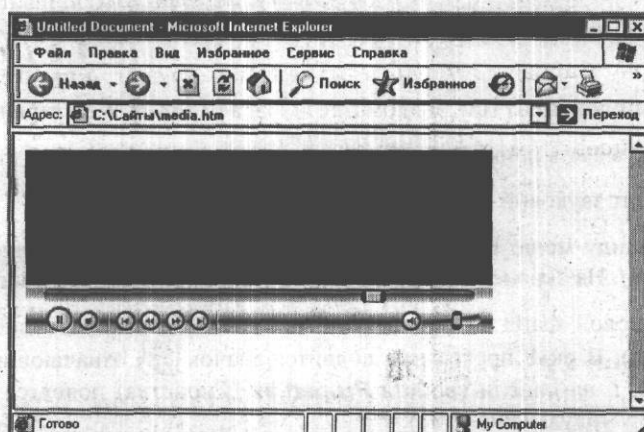 Untitled Document - Microsoft Internet Explorer
Файл Правка Вид Избранное Сервис Справка
Назад Поиск Избранное »
Адрес: C:\Сайты\media.htm Переход
Готово My Computer